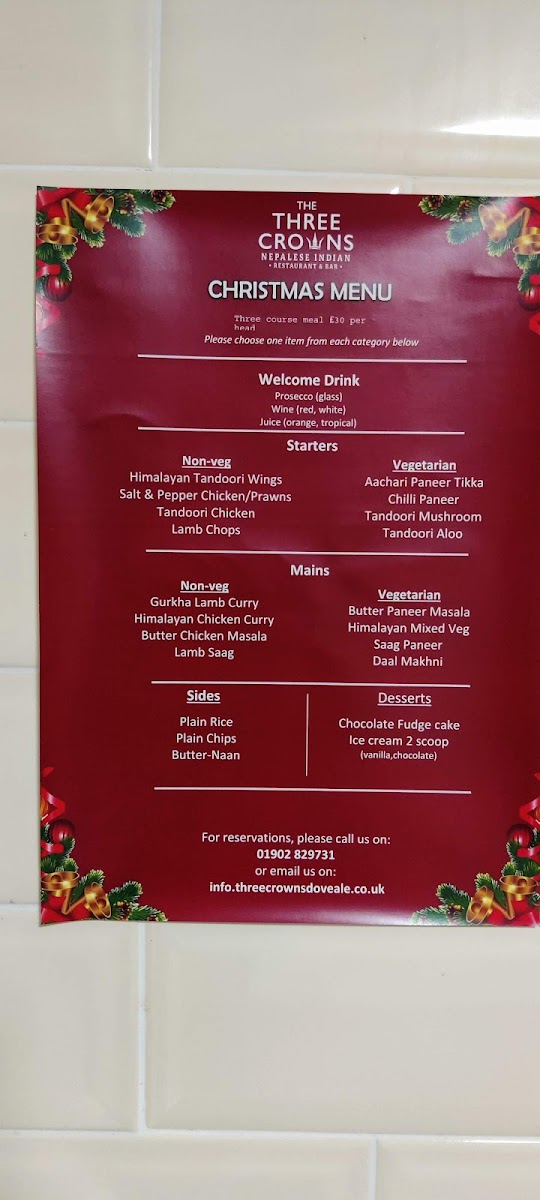 THE
THREE
CROWNS
NEPALESE INDIAN
• RESTAURANT & BAR •
CHRISTMAS MENU
Three course meal £30 per
head
Please choose one item from each category below
Welcome Drink
Prosecco (glass)
Wine (red, white)
Juice (orange, tropical)
Starters
Non-veg
Himalayan Tandoori Wings
Salt & Pepper Chicken/Prawns
Tandoori Chicken
Lamb Chops
Vegetarian
Aachari Paneer Tikka
Chilli Paneer
Tandoori Mushroom
Tandoori Aloo
Mains
Non-veg
Gurkha Lamb Curry
Himalayan Chicken Curry
Butter Chicken Masala
Lamb Saag
Vegetarian
Butter Paneer Masala
Himalayan Mixed Veg
Saag Paneer
Daal Makhni
Sides
Plain Rice
Plain Chips
Butter-Naan
Desserts
Chocolate Fudge cake
Ice cream 2 scoop
(vanilla,chocolate)
For reservations, please call us on:
01902 829731
or email us on:
info.threecrownsdoveale.co.uk